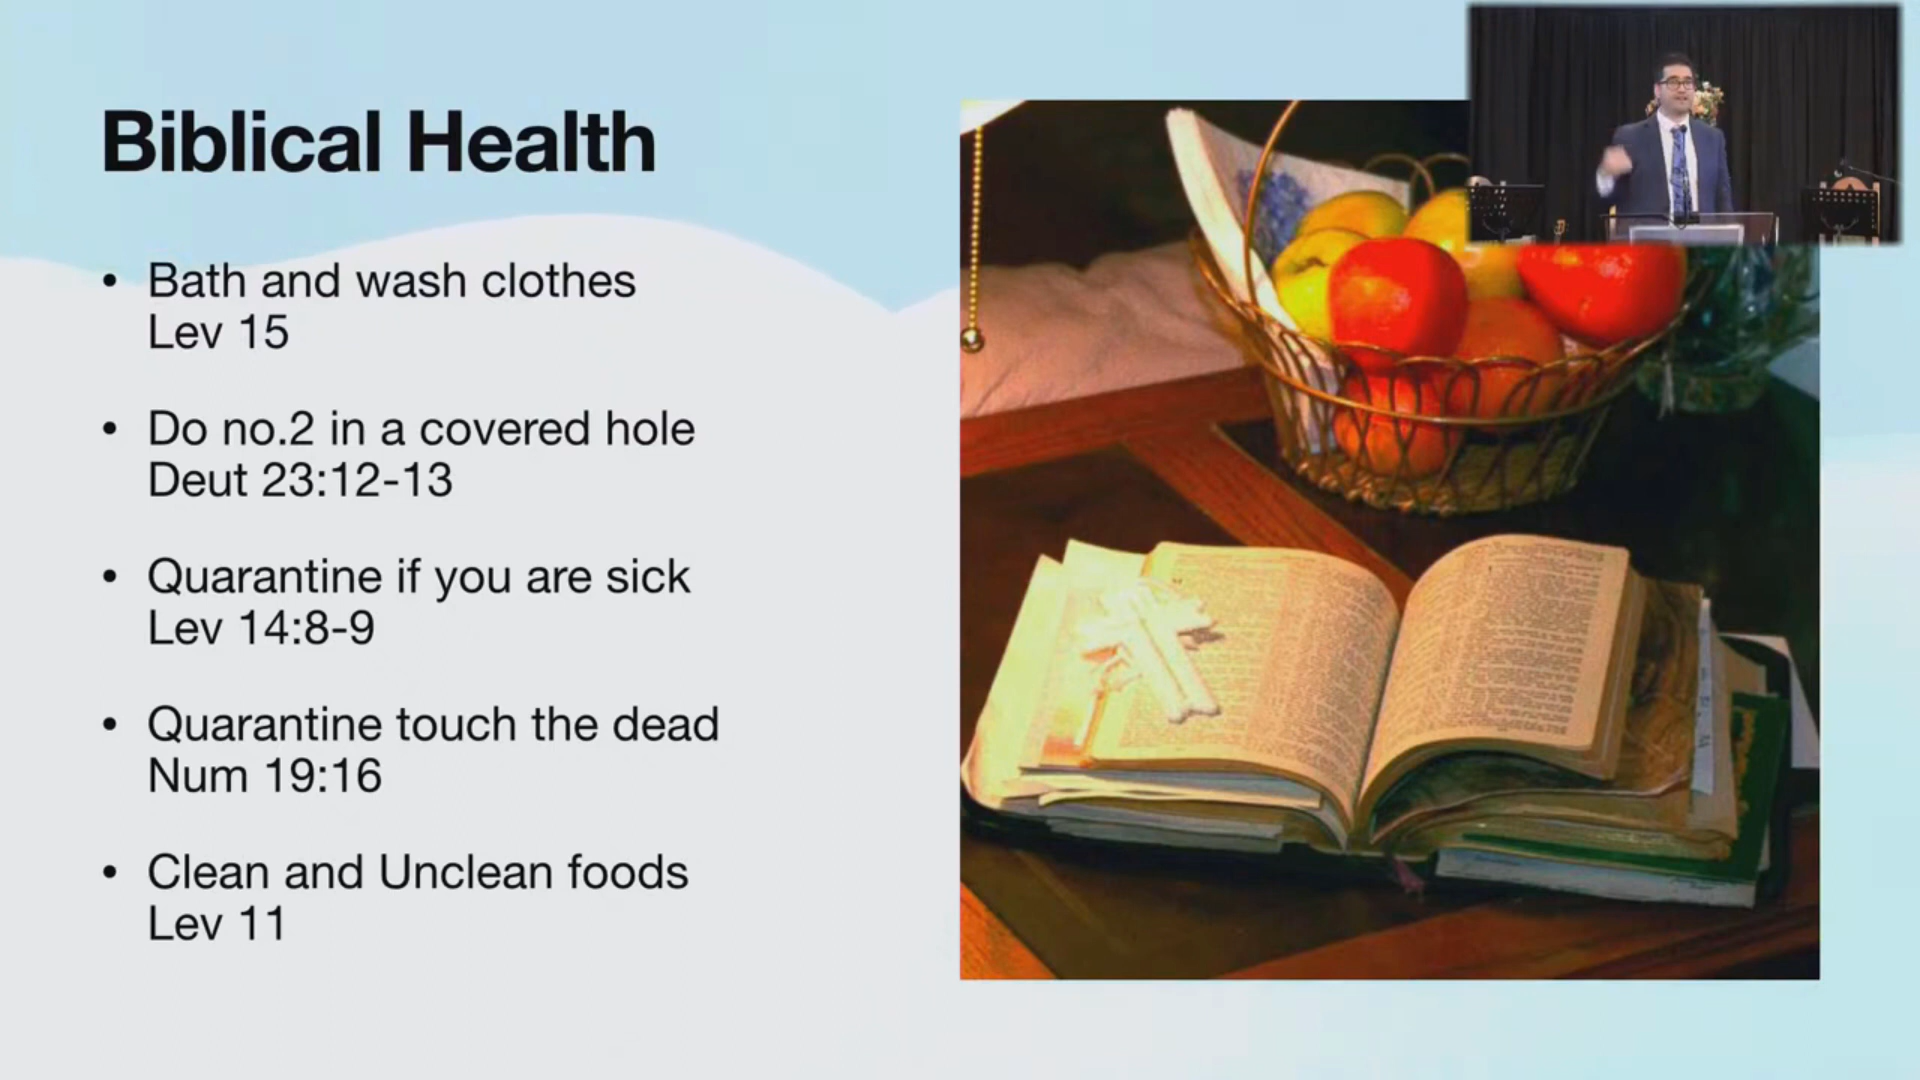 Biblical Health
• Bath and wash clothes
Lev 15
• Do no.2 in a covered hole
Deut 23:12-13
• Quarantine if you are sick
Lev 14:8-9
• Quarantine touch the dead
Num 19:16
• Clean and Unclean foods
Lev 11